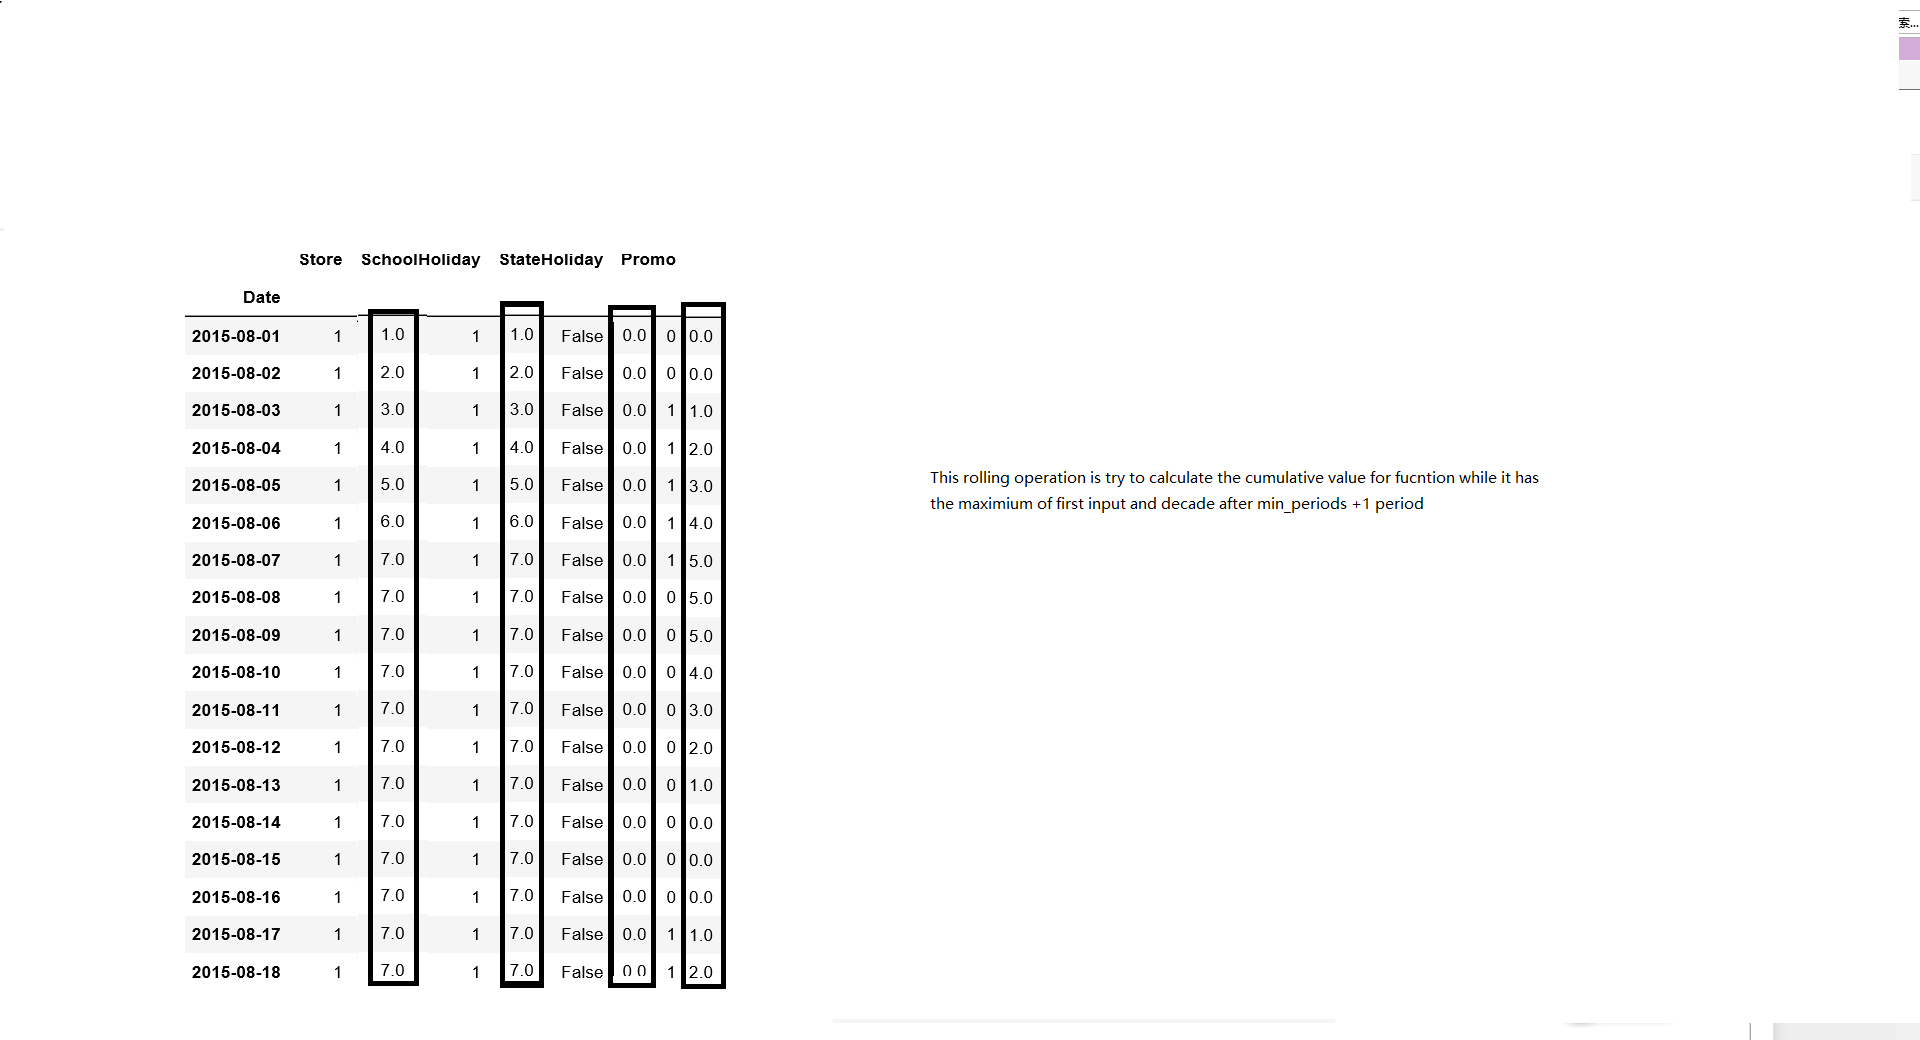 索...
Store SchoolHoliday StateHoliday Promo
Date
2015-08-01 1 1.0 1 1.0 False 0.0 0 0.0
2015-08-02 1 2.0 1 2.0 False 0.0 0 0.0
2015-08-03 1 3.0 1 3.0 False 0.0 1 1.0
2015-08-04 1 4.0 1 4.0 False 0.0 1 2.0
2015-08-05 1 5.0 1 5.0 False 0.0 1 3.0
2015-08-06 1 6.0 1 6.0 False 0.0 1 4.0
2015-08-07 1 7.0 1 7.0 False 0.0 1 5.0
2015-08-08 1 7.0 1 7.0 False 0.0 0 5.0
2015-08-09 1 7.0 1 7.0 False 0.0 0 5.0
2015-08-10 1 7.0 1 7.0 False 0.0 0 4.0
2015-08-11 1 7.0 1 7.0 False 0.0 0 3.0
2015-08-12 1 7.0 1 7.0 False 0.0 0 2.0
2015-08-13 1 7.0 1 7.0 False 0.0 0 1.0
2015-08-14 1 7.0 1 7.0 False 0.0 0 0.0
2015-08-15 1 7.0 1 7.0 False 0.0 0 0.0
2015-08-16 1 7.0 1 7.0 False 0.0 0 0.0
2015-08-17 1 7.0 1 7.0 False 0.0 1 1.0
2015-08-18 1 7.0 1 7.0 False 0.0 1 2.0
This rolling operation is try to calculate the cumulative value for fucntion while it has
the maximium of first input and decade after min_periods +1 period